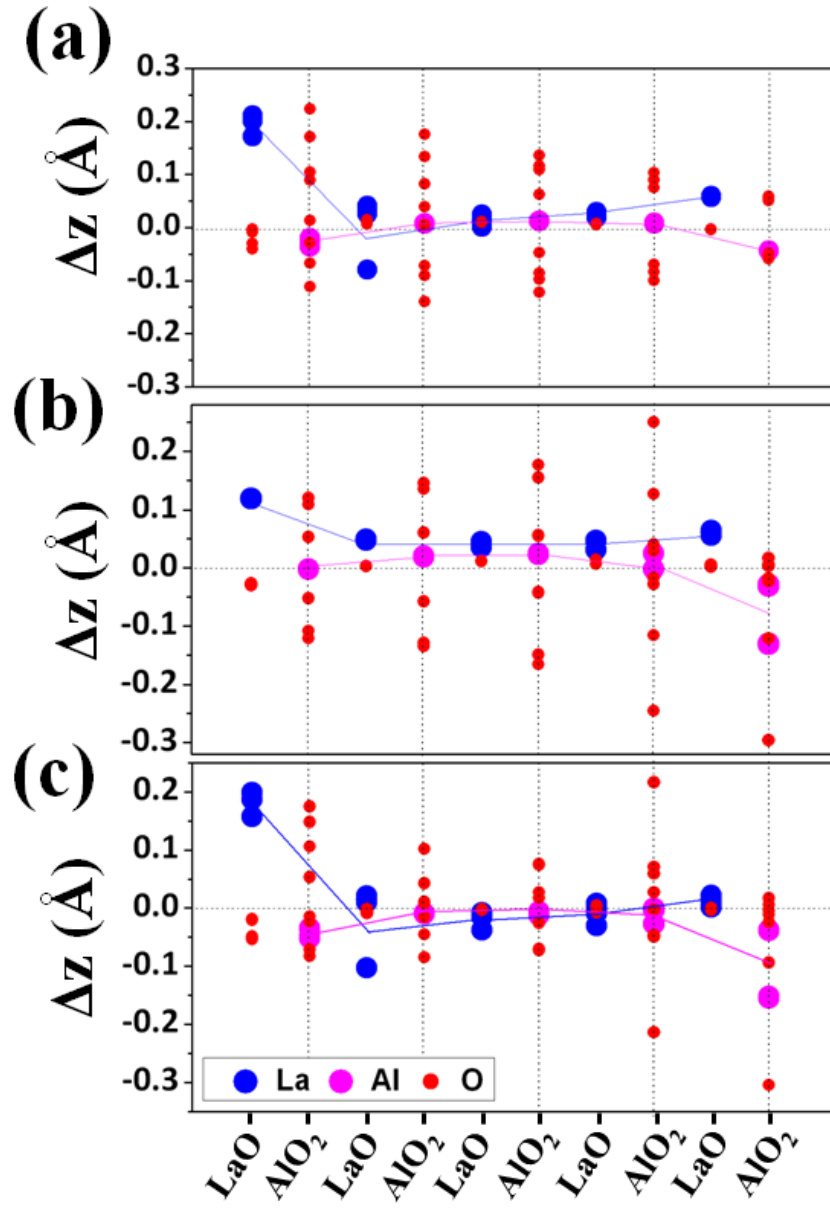 (a)
0.3
0.2
0.1
0.0
-0.1
-0.2
-0.3
Δz (Å)
(b)
0.2
0.1
0.0
-0.1
-0.2
-0.3
Δz (Å)
(c)
0.2
0.1
0.0
-0.1
-0.2
-0.3
Δz (Å)
La Al O
LaO AlO₂ LaO AlO₂ LaO AlO₂ LaO AlO₂ LaO AlO₂